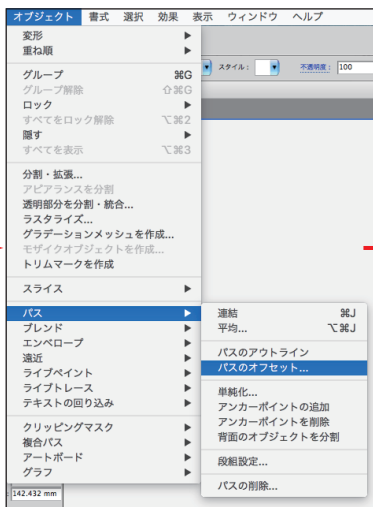 オブジェクト 書式 選択 効果 表示 ウィンドウ ヘルプ
変形 ▶
重ね順 ▶
スタイル： 不透明度： 100
グループ ⌘G
グループ解除 ⇧⌘G
ロック ▶
すべてをロック解除 ⌥⌘2
隠す ▶
すべてを表示 ⌥⌘3
分割・拡張...
アピアランスを分割
透明部分を分割・統合...
ラスタライズ...
グラデーションメッシュを作成...
モザイクオブジェクトを作成...
トリムマークを作成
スライス ▶
パス ▶
ブレンド ▶
エンベロープ ▶
遠近 ▶
ライブペイント ▶
ライブトレース ▶
テキストの回り込み ▶
クリッピングマスク ▶
複合パス ▶
アートボード ▶
グラフ ▶
連結 ⌘J
平均... ⌥⌘J
パスのアウトライン
パスのオフセット...
単純化...
アンカーポイントの追加
アンカーポイントを削除
背面のオブジェクトを分割
段組設定...
パスの削除...
142.432 mm